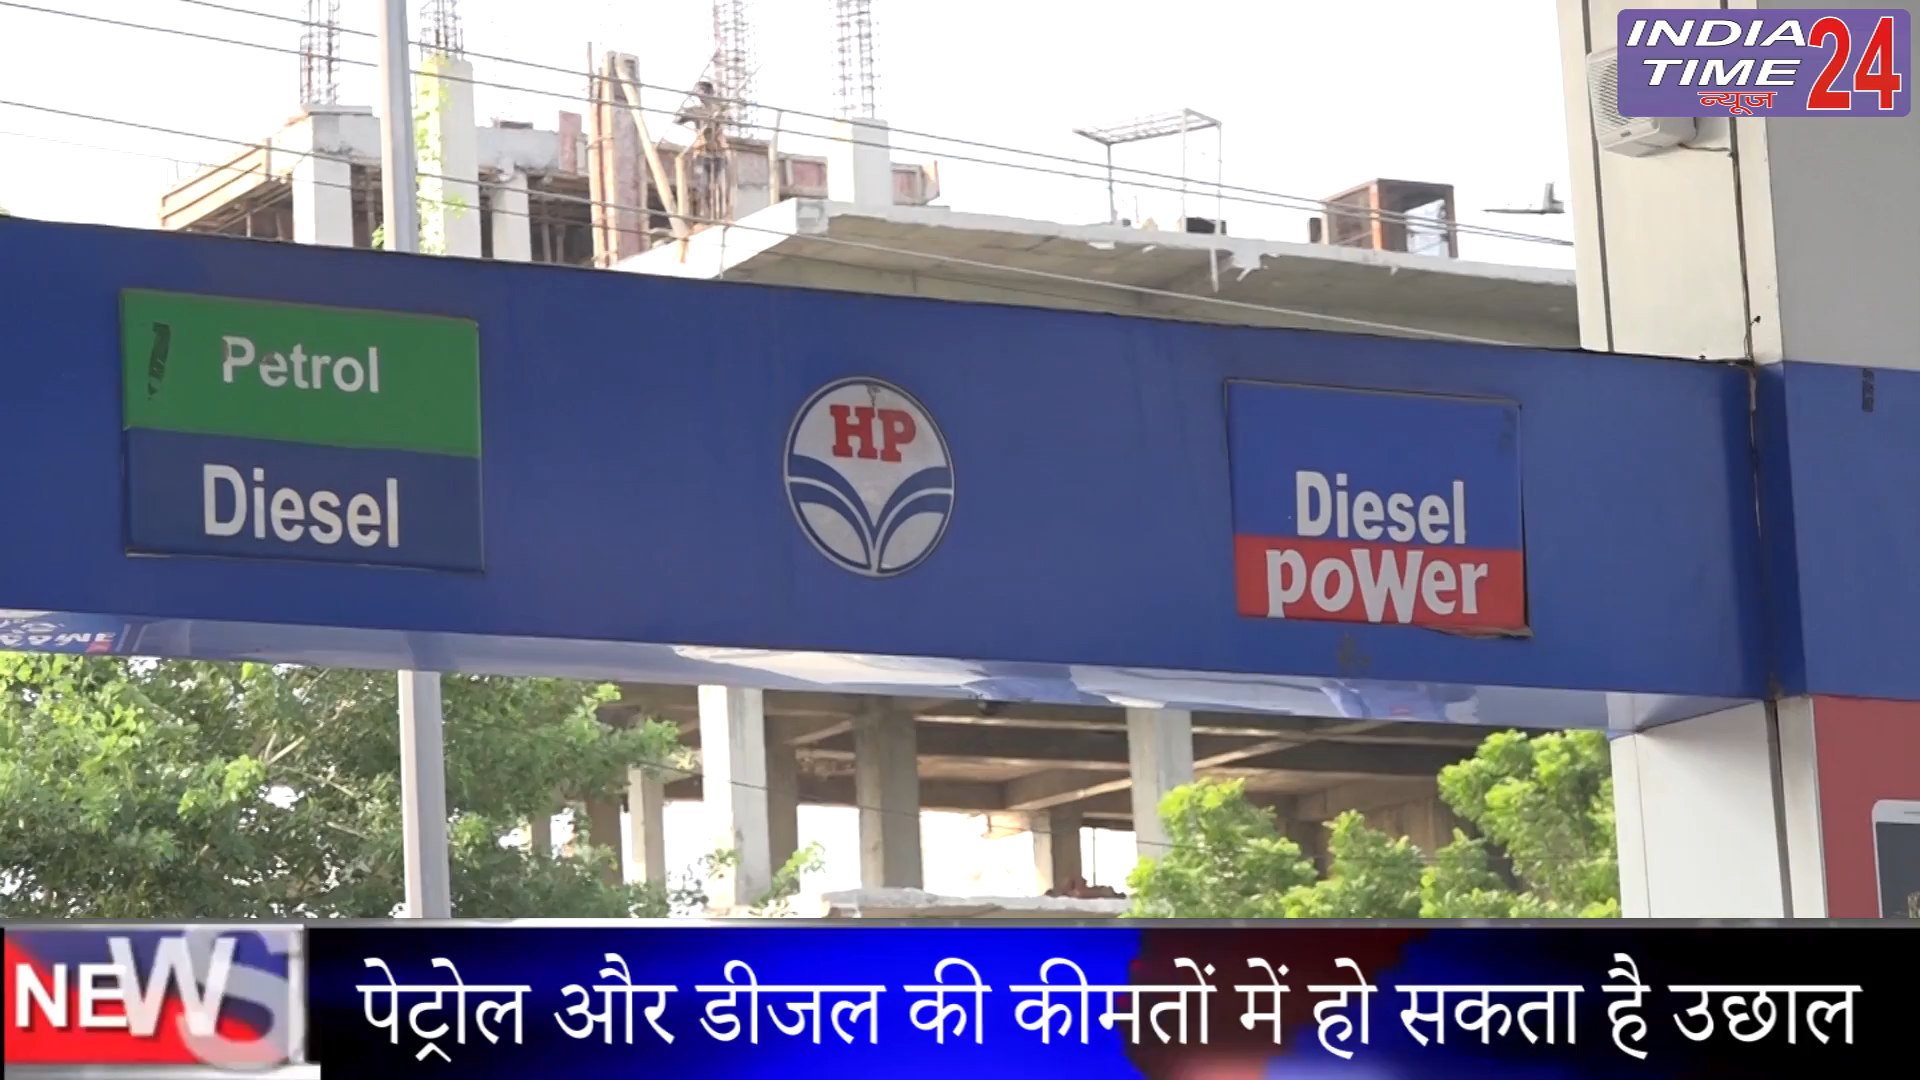 INDIA
TIME 24
न्यूज
Petrol
Diesel
HP
Diesel
poWer
NEWS
पेट्रोल और डीजल की कीमतों में हो सकता है उछाल